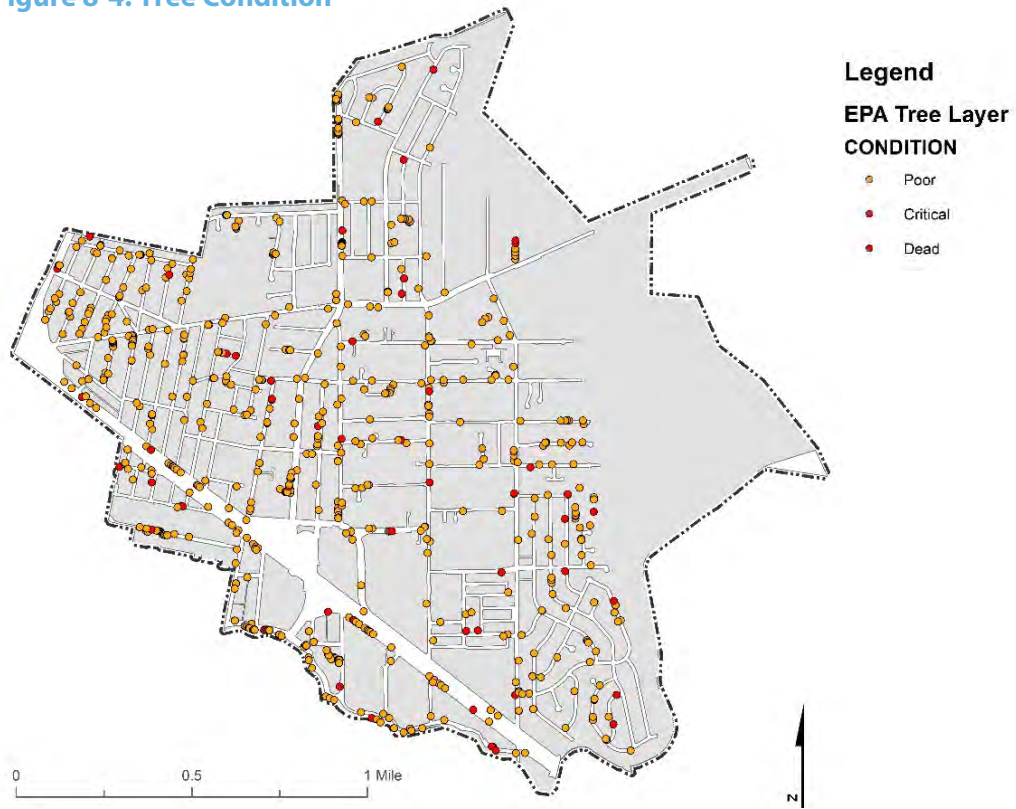 igure 8-4: Tree Condition
Legend
EPA Tree Layer
CONDITION
Poor
Critical
Dead
0 0.5 1 Mile
N